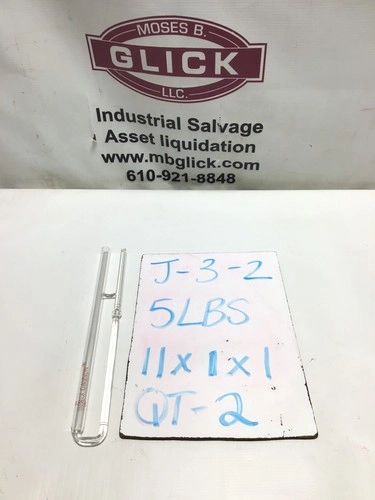 MOSES B.
GLICK
LLC.
Industrial Salvage
Asset liquidation
www.mbglick.com
610-921-8848
J-3-2
5LBS
11x1x1
QT-2